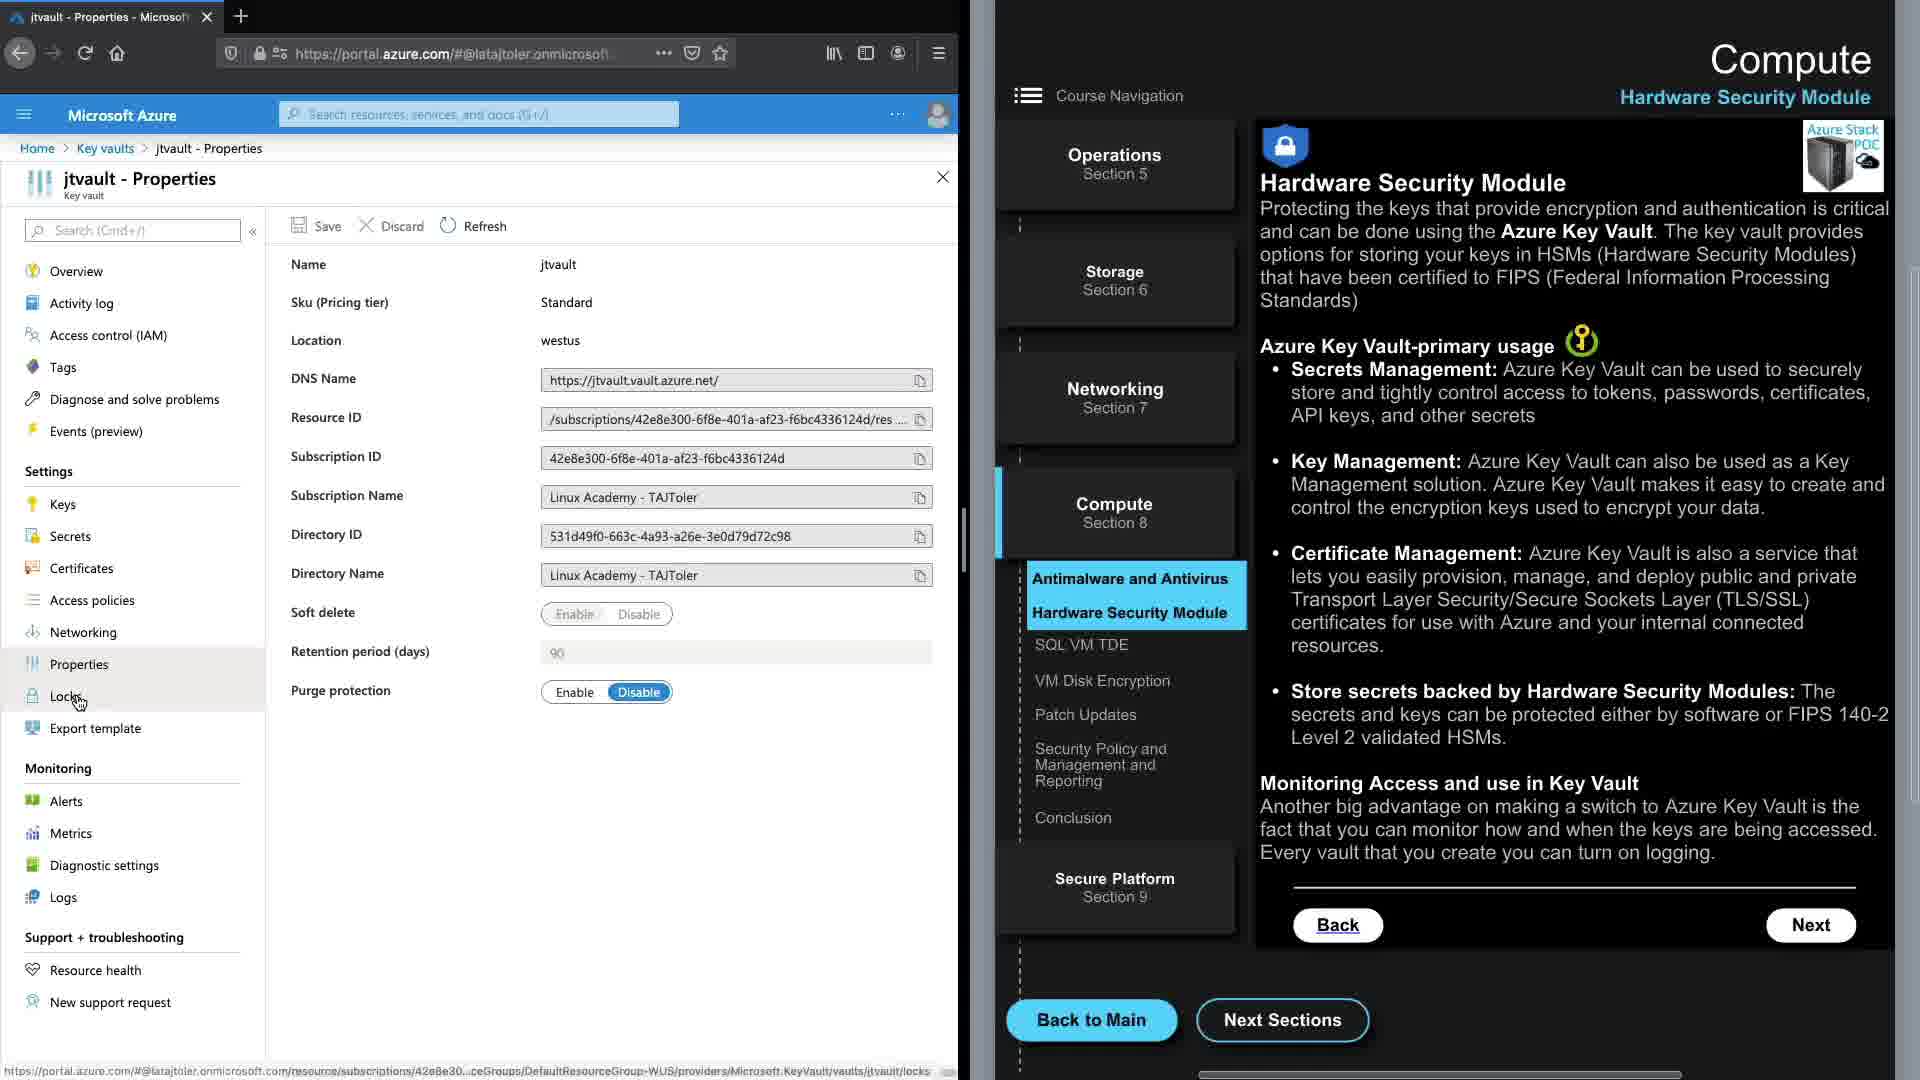 jtvault - Properties - Microsoft
https://portal.azure.com/#@latajtoler.onmicrosoft.
Microsoft Azure
Search resources, services, and docs (G+/)
Home > Key vaults > jtvault - Properties
jtvault - Properties
Key vault
Search (Cmd+/)
Overview
Activity log
Access control (IAM)
Tags
Diagnose and solve problems
Events (preview)
Settings
Keys
Secrets
Certificates
Access policies
Networking
Properties
Locks
Export template
Monitoring
Alerts
Metrics
Diagnostic settings
Logs
Support + troubleshooting
Resource health
New support request
Save Discard Refresh
Name jtvault
Sku (Pricing tier) Standard
Location westus
DNS Name https://jtvault.vault.azure.net/
Resource ID /subscriptions/42e8e300-6f8e-401a-af23-f6bc4336124d/res ....
Subscription ID 42e8e300-6f8e-401a-af23-f6bc4336124d
Subscription Name Linux Academy - TAJToler
Directory ID 531d49f0-663c-4a93-a26e-3e0d79d72c98
Directory Name Linux Academy - TAJToler
Soft delete Enable Disable
Retention period (days) 90
Purge protection Enable Disable
https://portal.azure.com/#@latajtoler.onmicrosoft.com/resource/subscriptions/42e8e30...ceGroups/DefaultResourceGroup-WUS/providers/Microsoft.KeyVault/vaults/jtvault/locks
Compute
Hardware Security Module
Course Navigation
Operations
Section 5
Storage
Section 6
Networking
Section 7
Compute
Section 8
Antimalware and Antivirus
Hardware Security Module
SQL VM TDE
VM Disk Encryption
Patch Updates
Security Policy and
Management and
Reporting
Conclusion
Secure Platform
Section 9
Azure Stack
POC
Hardware Security Module
Protecting the keys that provide encryption and authentication is critical
and can be done using the Azure Key Vault. The key vault provides
options for storing your keys in HSMs (Hardware Security Modules)
that have been certified to FIPS (Federal Information Processing
Standards)
Azure Key Vault-primary usage
• Secrets Management: Azure Key Vault can be used to securely
store and tightly control access to tokens, passwords, certificates,
API keys, and other secrets
• Key Management: Azure Key Vault can also be used as a Key
Management solution. Azure Key Vault makes it easy to create and
control the encryption keys used to encrypt your data.
• Certificate Management: Azure Key Vault is also a service that
lets you easily provision, manage, and deploy public and private
Transport Layer Security/Secure Sockets Layer (TLS/SSL)
certificates for use with Azure and your internal connected
resources.
• Store secrets backed by Hardware Security Modules: The
secrets and keys can be protected either by software or FIPS 140-2
Level 2 validated HSMs.
Monitoring Access and use in Key Vault
Another big advantage on making a switch to Azure Key Vault is the
fact that you can monitor how and when the keys are being accessed.
Every vault that you create you can turn on logging.
Back
Next
Back to Main
Next Sections